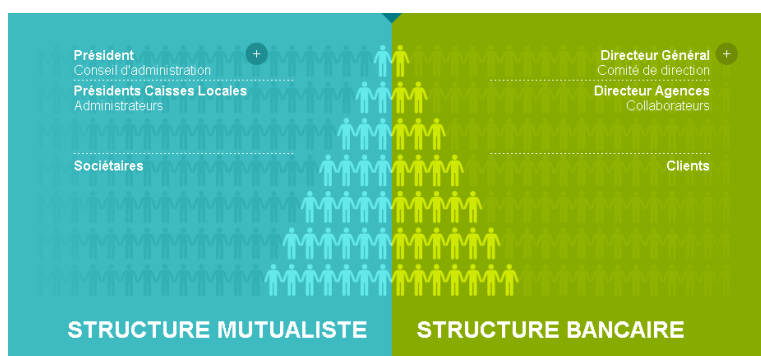 Président
Conseil d'administration
Présidents Caisses Locales
Administrateurs
Sociétaires
STRUCTURE MUTUALISTE
Directeur Général
Comité de direction
Directeur Agences
Collaborateurs
Clients
STRUCTURE BANCAIRE